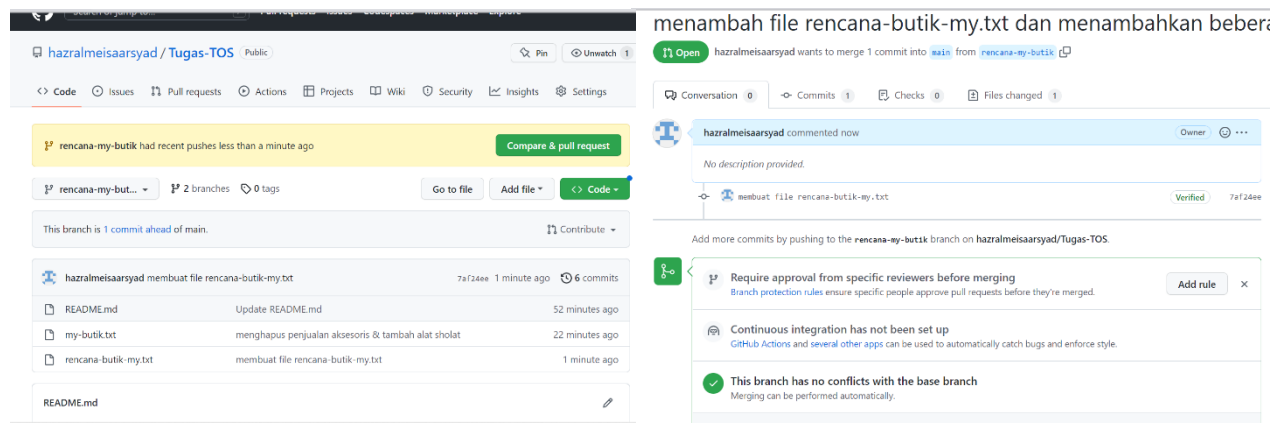 hazralmeisaarsyad / Tugas-TOS Public
Pin
Unwatch 1
Code
Issues
Pull requests
Actions
Projects
Wiki
Security
Insights
Settings
rencana-my-butik had recent pushes less than a minute ago
Compare & pull request
rencana-my-but...
2 branches
0 tags
Go to file
Add file
Code
This branch is 1 commit ahead of main.
Contribute
hazralmeisaarsyad membuat file rencana-butik-my.txt
7af24ee 1 minute ago
6 commits
README.md
Update README.md
52 minutes ago
my-butik.txt
menghapus penjualan aksesoris & tambah alat sholat
22 minutes ago
rencana-butik-my.txt
membuat file rencana-butik-my.txt
1 minute ago
README.md
menambah file rencana-butik-my.txt dan menambahkan bebera
Open
hazralmeisaarsyad wants to merge 1 commit into main from rencana-my-butik
Conversation 0
Commits 1
Checks 0
Files changed 1
hazralmeisaarsyad commented now
Owner
No description provided.
membuat file rencana-butik-my.txt
Verified
7af24ee
Add more commits by pushing to the rencana-my-butik branch on hazralmeisaarsyad/Tugas-TOS.
Require approval from specific reviewers before merging
Branch protection rules ensure specific people approve pull requests before they're merged.
Add rule
Continuous integration has not been set up
GitHub Actions and several other apps can be used to automatically catch bugs and enforce style.
This branch has no conflicts with the base branch
Merging can be performed automatically.